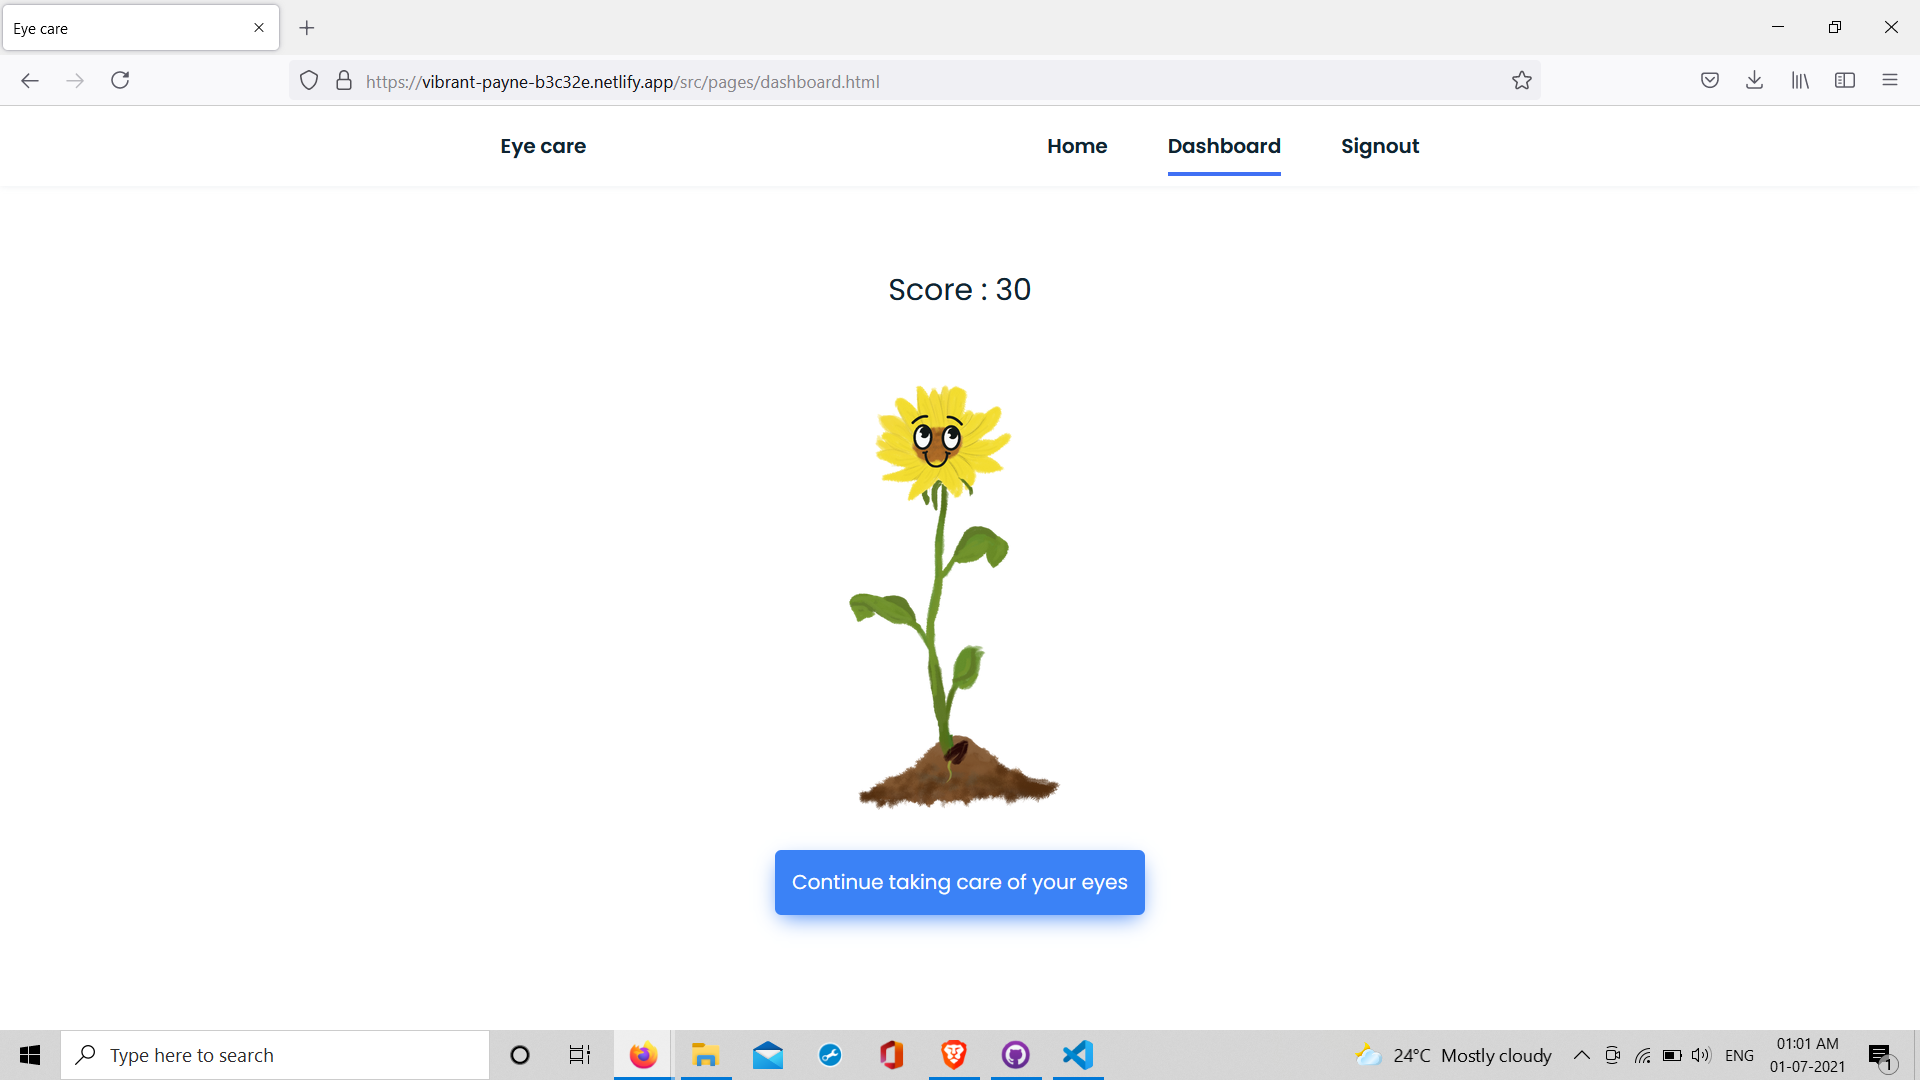 Eye care
https://vibrant-payne-b3c32e.netlify.app/src/pages/dashboard.html
Eye care Home Dashboard Signout
Score : 30
Continue taking care of your eyes
Type here to search
24°C Mostly cloudy
ENG
01:01 AM
01-07-2021
1